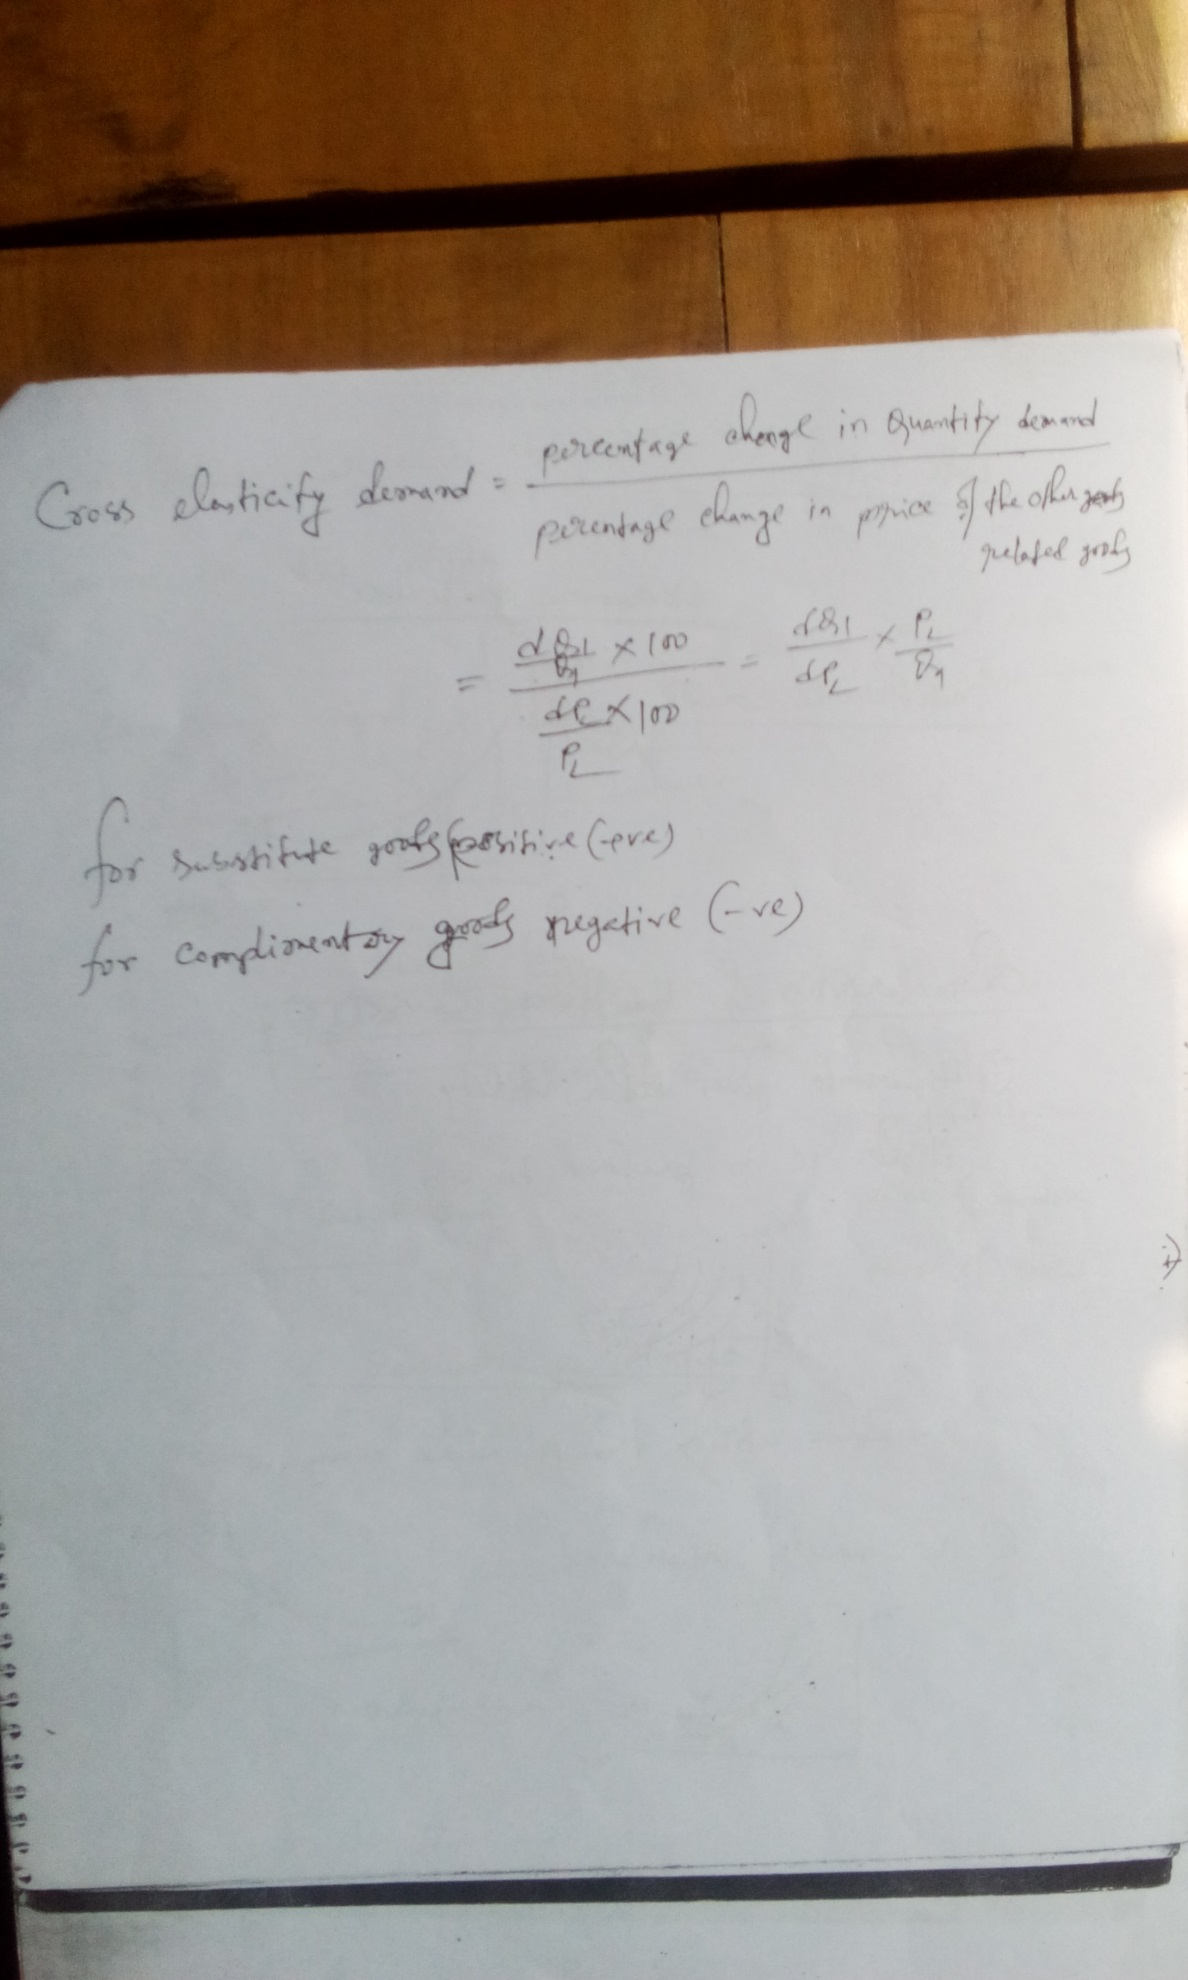 Cross elasticity demand = percentage change in Quantity demand
percentage change in price of the other goods
related goods
= dQ1/Q1 × 100 = dQ1/dP2 × P2/Q1
dP2/P2 × 100
for substitute goods positive (+ve)
for complimentary goods negative (-ve)
i)